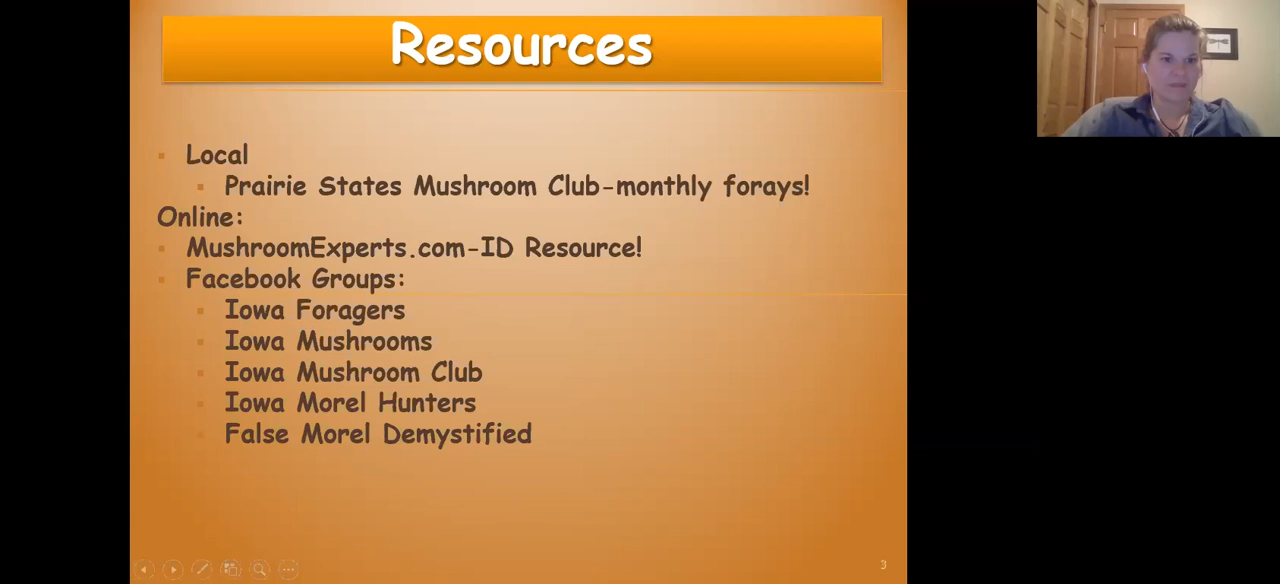 Resources
Local
Prairie States Mushroom Club-monthly forays!
Online:
MushroomExperts.com-ID Resource!
Facebook Groups:
Iowa Foragers
Iowa Mushrooms
Iowa Mushroom Club
Iowa Morel Hunters
False Morel Demystified
3